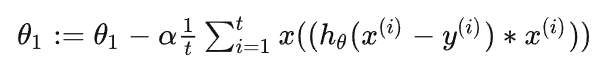 θ₁ := θ₁ − α 1/t ∑ᵢ₌₁ᵗ x((h_θ(x⁽ⁱ⁾ − y⁽ⁱ⁾) ∗ x⁽ⁱ⁾))